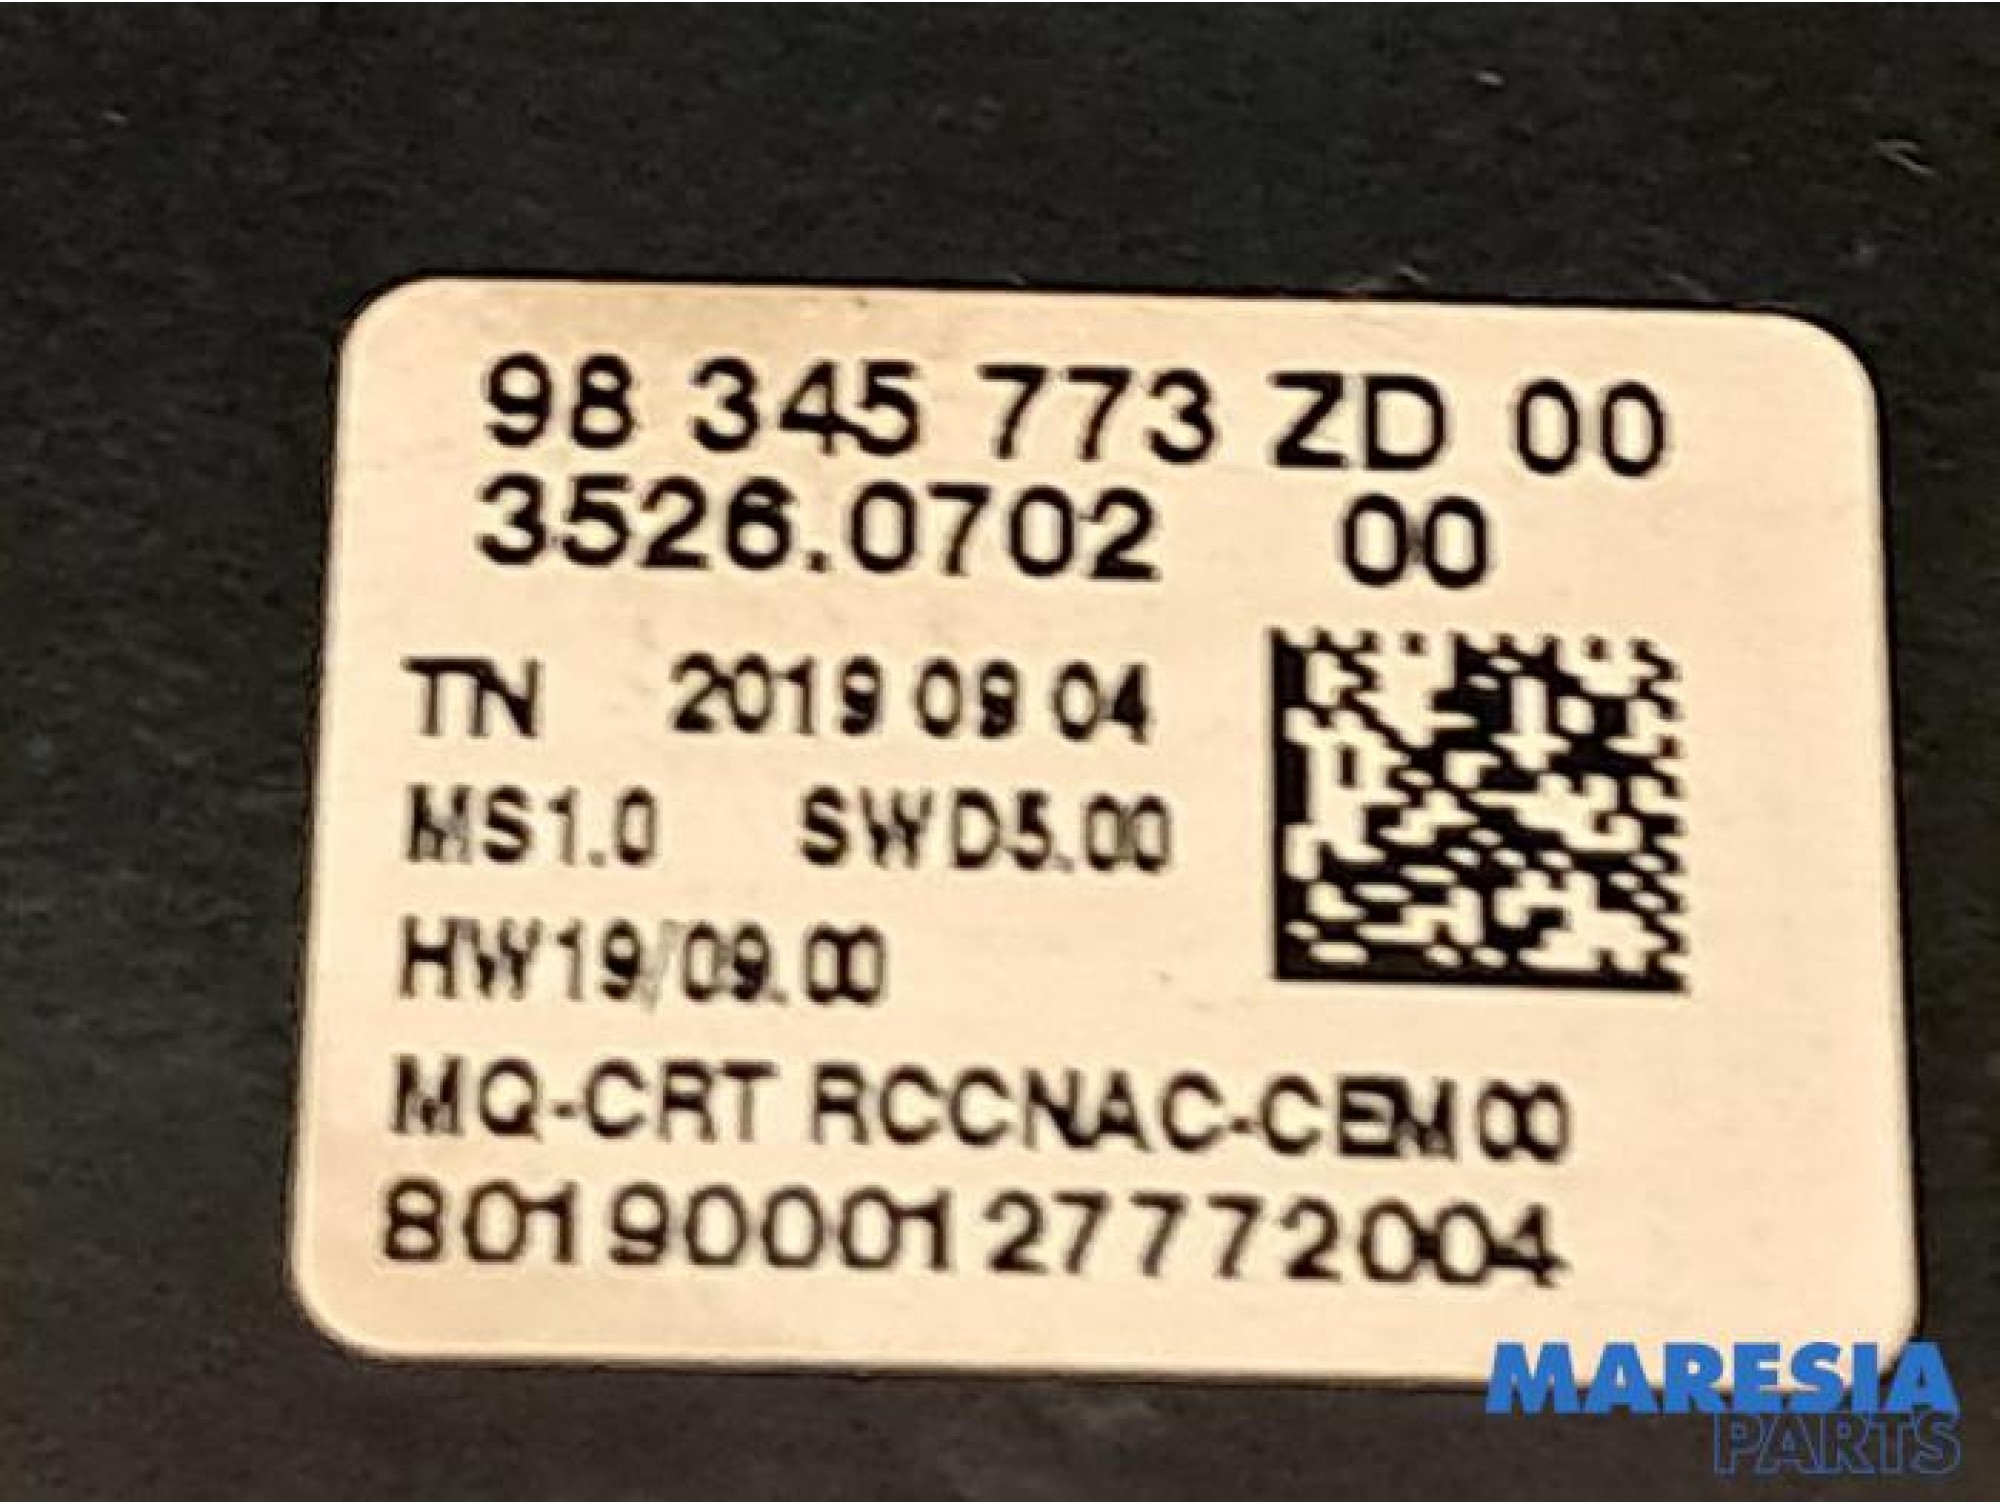 98 345 773 ZD 00
3526.0702 00
TN 2019 09 04
MS1.0 SWD5.00
HW19/09.00
MQ-CRT RCCNAC-CEM00
8019000127772004
MARESIA
PARTS